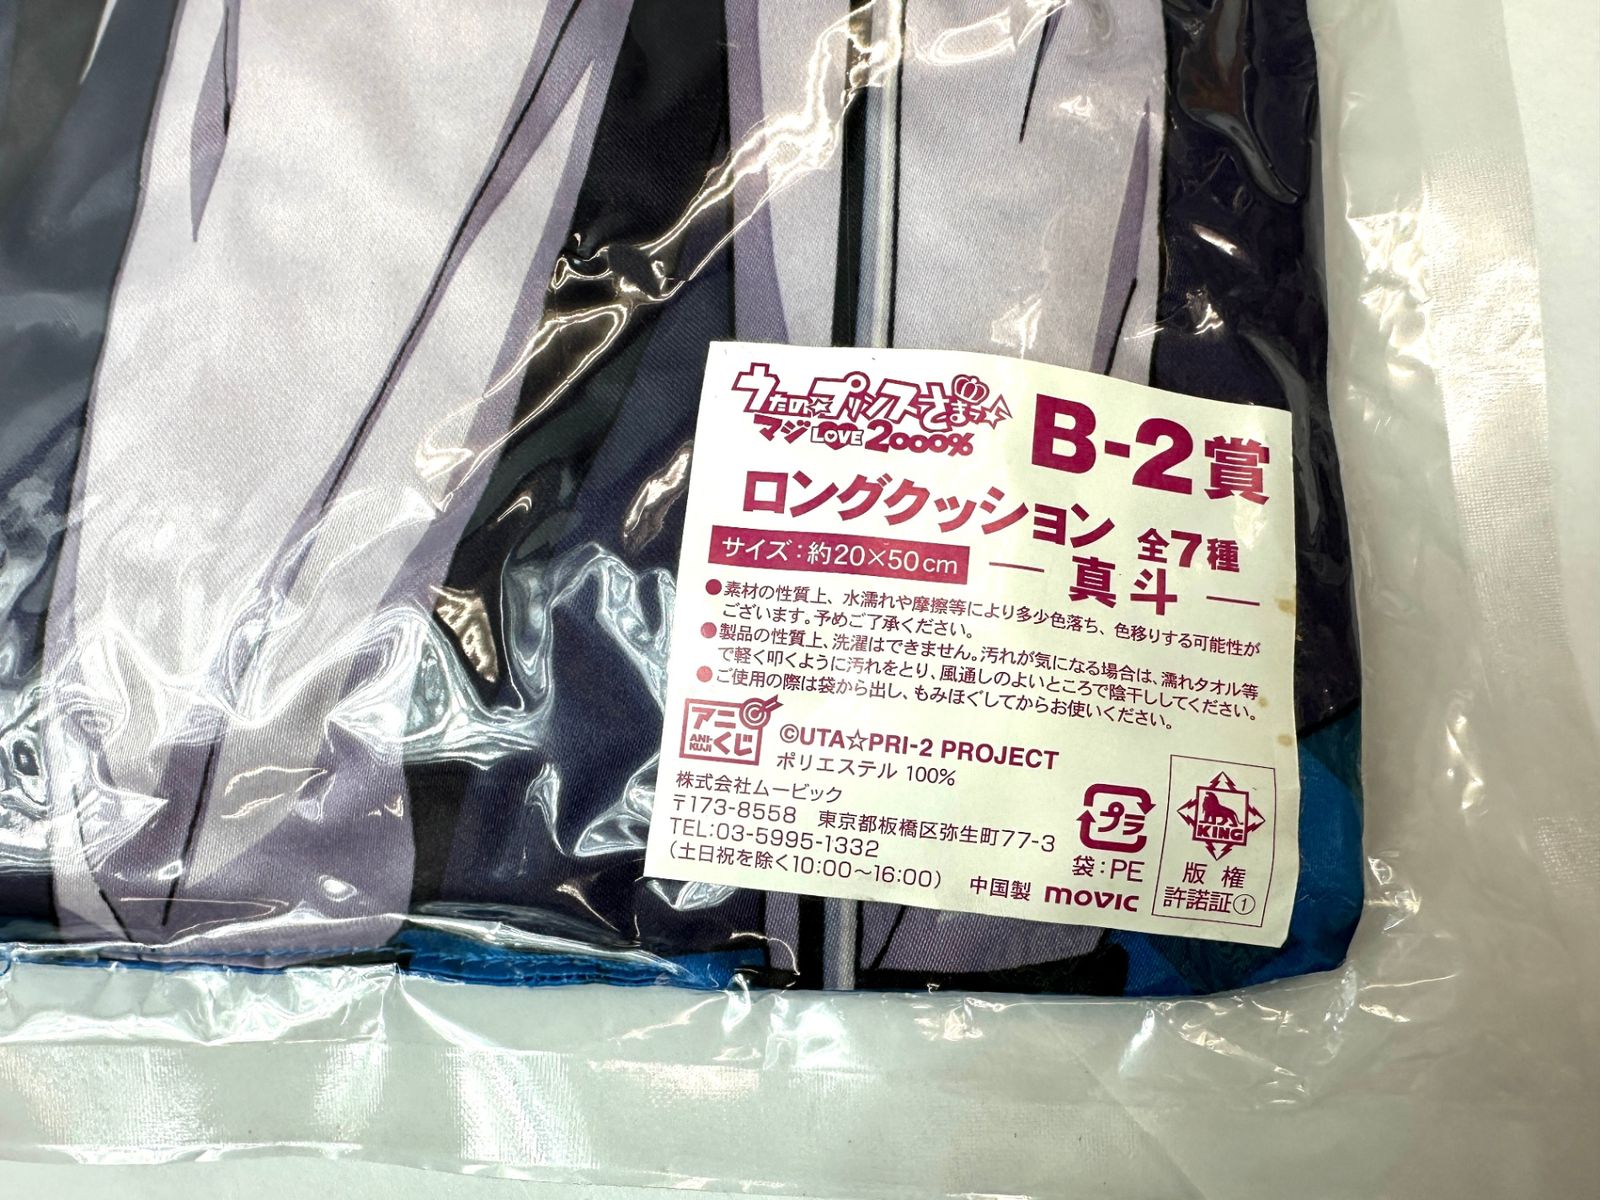 うたの☆プリンスさまっ♪
マジLOVE2000%
B-2賞
ロングクッション 全7種
サイズ：約20×50cm
— 真斗 —
●素材の性質上、水濡れや摩擦等により多少色落ち、色移りする可能性が
ございます。予めご了承ください。
●製品の性質上、洗濯はできません。汚れが気になる場合は、濡れタオル等
で軽く叩くように汚れをとり、風通しのよいところで陰干ししてください。
●ご使用の際は袋から出し、もみほぐしてからお使いください。
アニ
ANI-KUJI
くじ
©UTA☆PRI-2 PROJECT
ポリエステル 100%
株式会社ムービック
〒173-8558 東京都板橋区弥生町77-3
TEL:03-5995-1332
（土日祝を除く10:00〜16:00）
中国製 movic
プラ
袋：PE
KING
版権
許諾証①